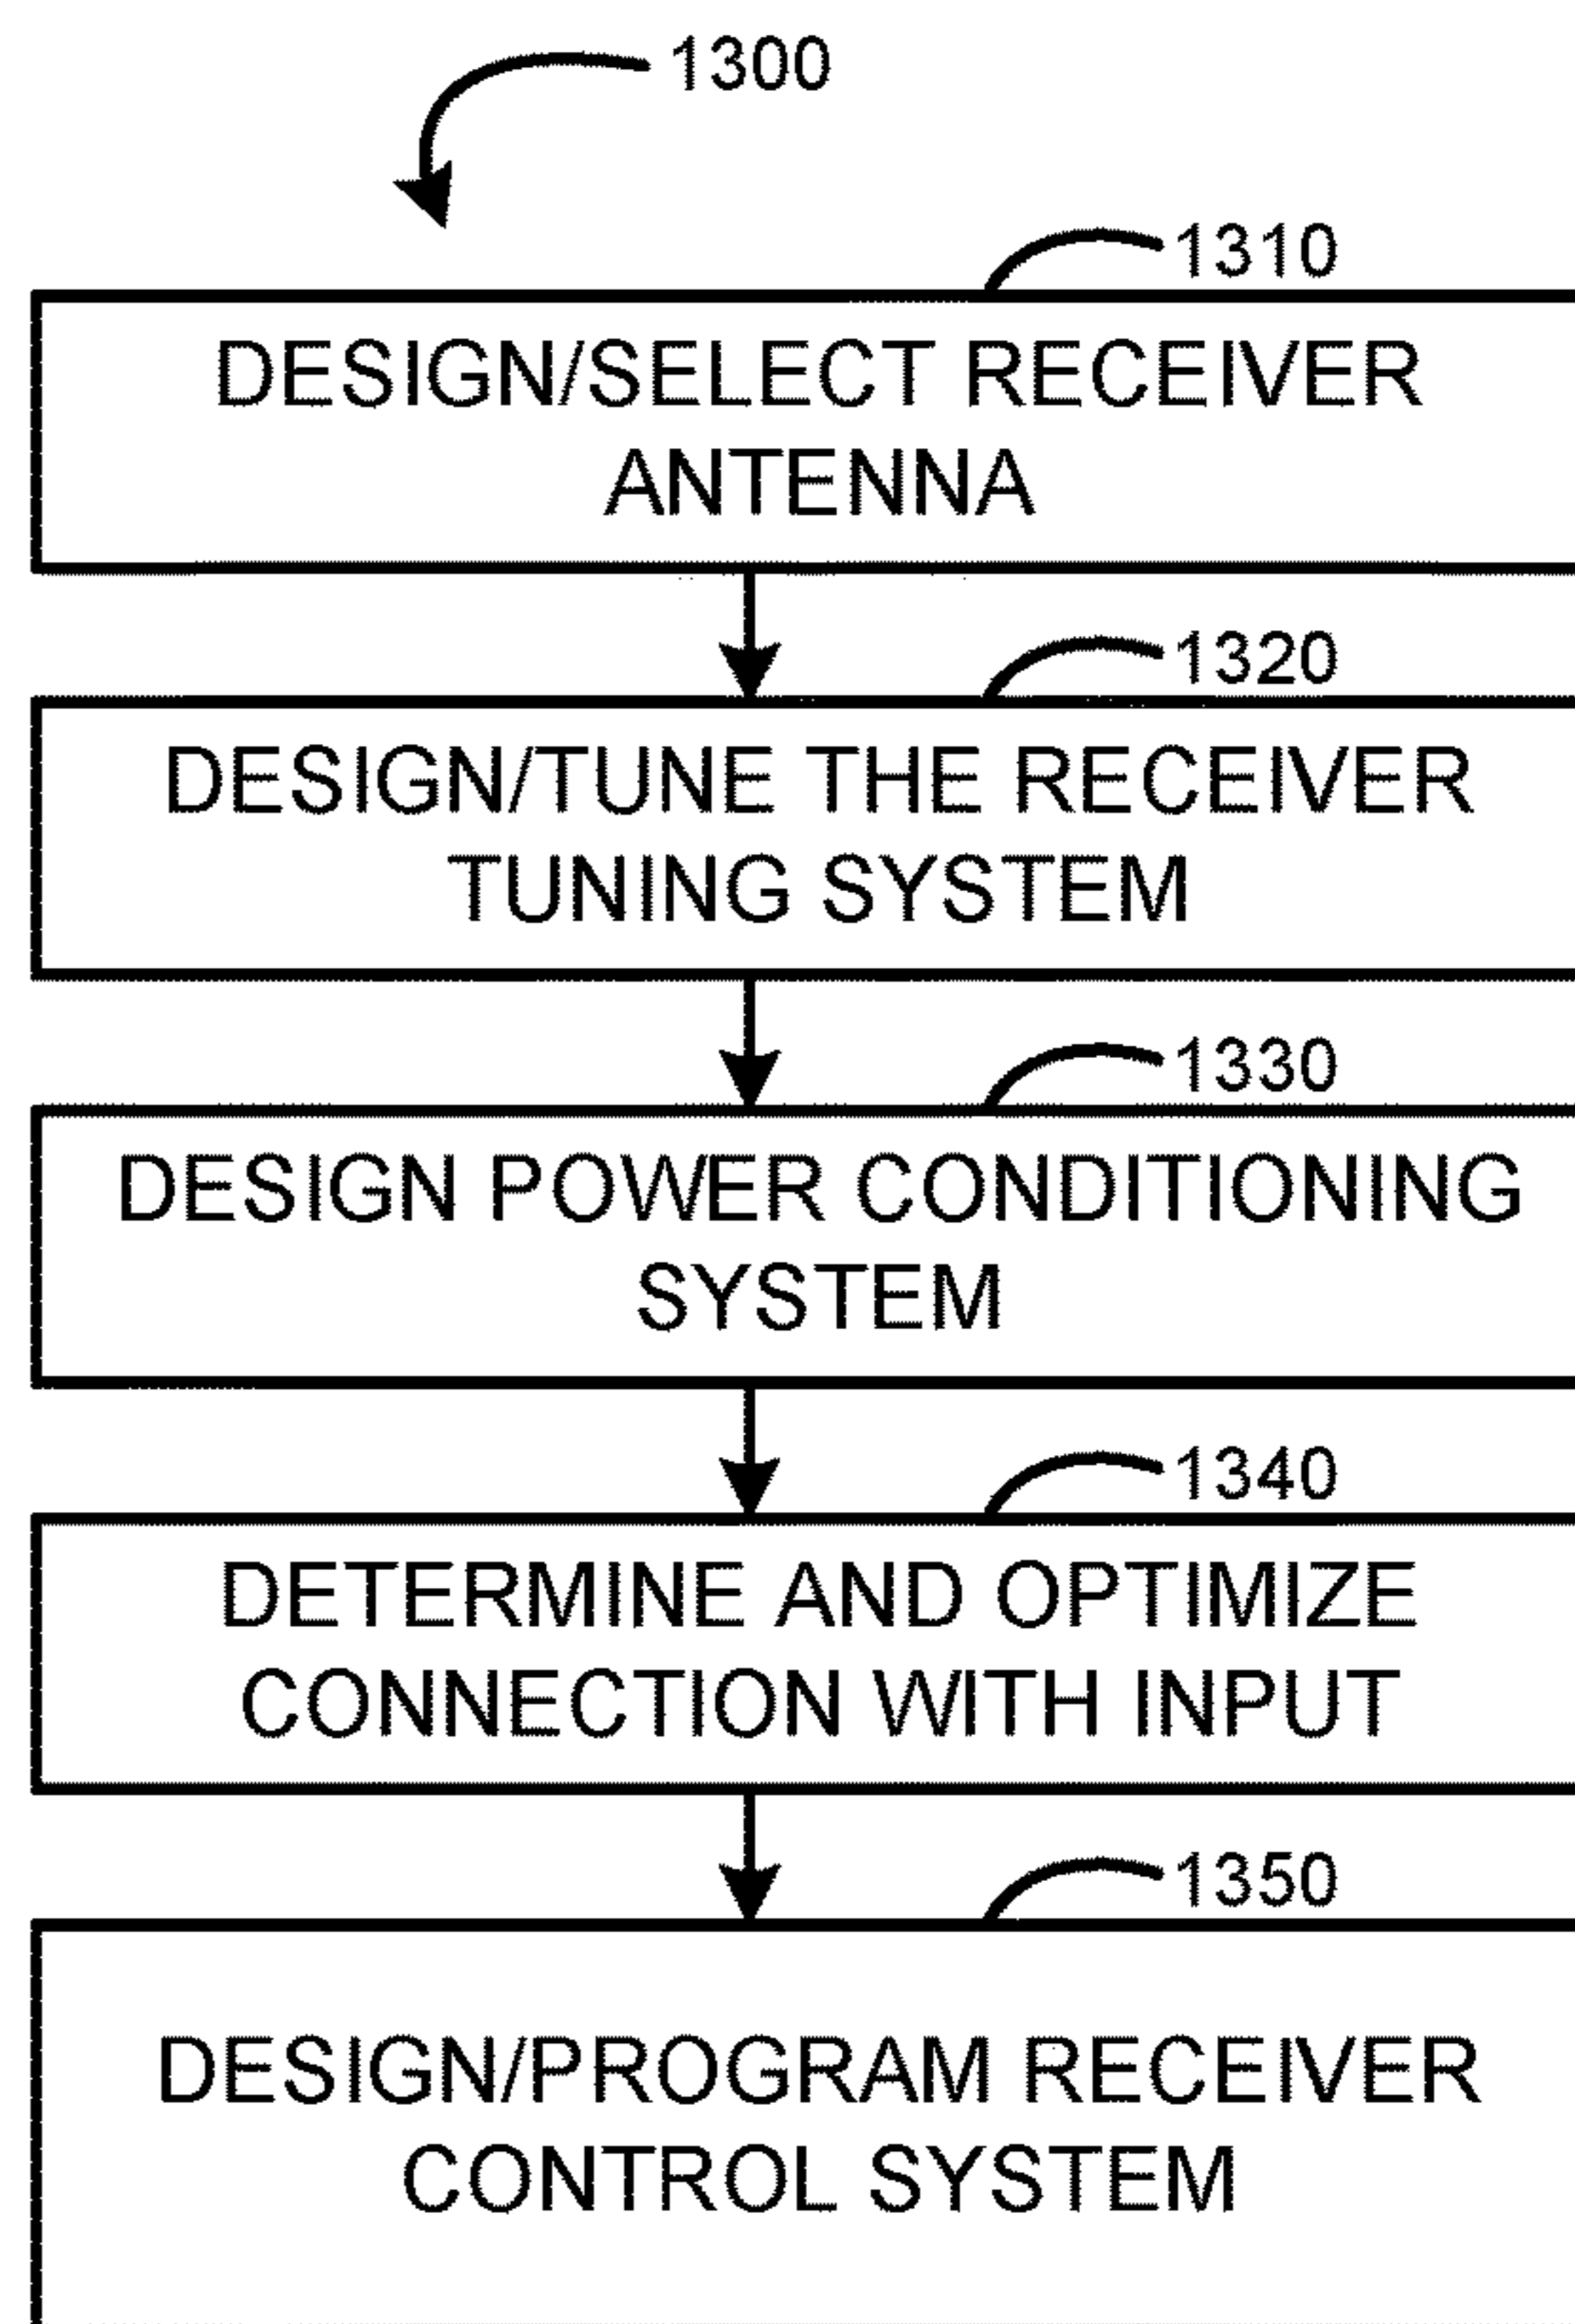 1300
1310
DESIGN/SELECT RECEIVER
ANTENNA
1320
DESIGN/TUNE THE RECEIVER
TUNING SYSTEM
1330
DESIGN POWER CONDITIONING
SYSTEM
1340
DETERMINE AND OPTIMIZE
CONNECTION WITH INPUT
1350
DESIGN/PROGRAM RECEIVER
CONTROL SYSTEM